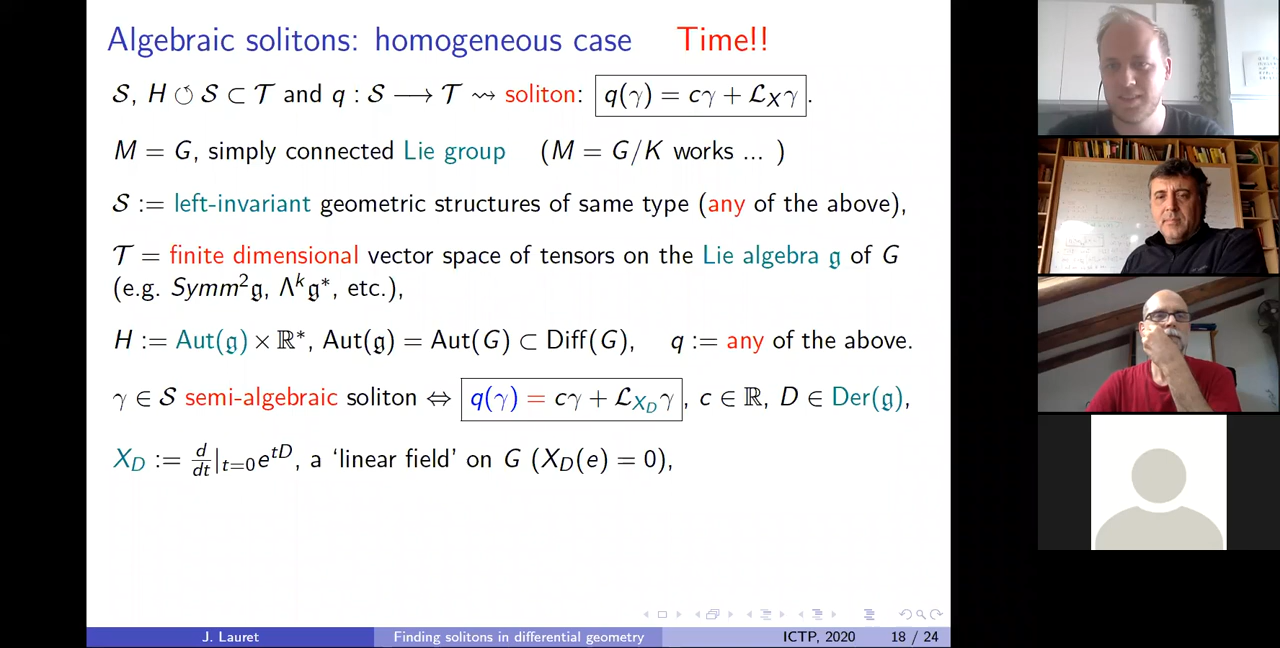 Algebraic solitons: homogeneous case Time!!
𝒮, H ↺ 𝒮 ⊂ 𝒯 and q : 𝒮 ⟶ 𝒯 ⇝ soliton: q(γ) = cγ + ℒ_X γ.
M = G, simply connected Lie group (M = G/K works ... )
𝒮 := left-invariant geometric structures of same type (any of the above),
𝒯 = finite dimensional vector space of tensors on the Lie algebra 𝔤 of G
(e.g. Symm²𝔤, Λᵏ𝔤*, etc.),
H := Aut(𝔤) × ℝ*, Aut(𝔤) = Aut(G) ⊂ Diff(G), q := any of the above.
γ ∈ 𝒮 semi-algebraic soliton ⇔ q(γ) = cγ + ℒ_{X_D} γ, c ∈ ℝ, D ∈ Der(𝔤),
X_D := d/dt|_{t=0} e^{tD}, a ‘linear field’ on G (X_D(e) = 0),
J. Lauret Finding solitons in differential geometry ICTP, 2020 18 / 24